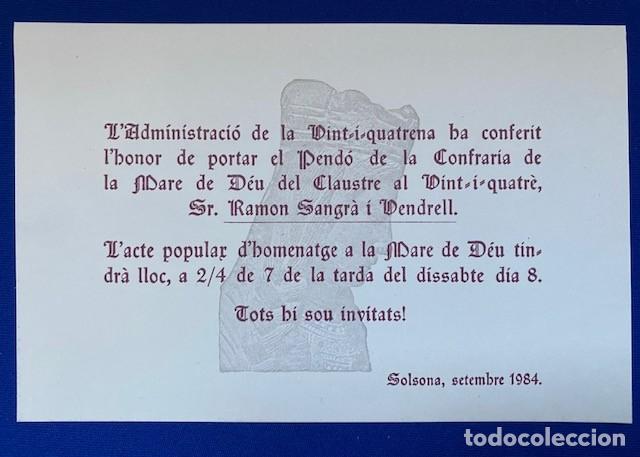 L'Administració de la Vint-i-quatrena ha conferit
l'honor de portar el Pendó de la Confraria de
la Mare de Déu del Claustre al Vint-i-quatrè,
Sr. Ramon Sangrà i Vendrell.
L'acte popular d'homenatge a la Mare de Déu tin-
drà lloc, a 2/4 de 7 de la tarda del dissabte dia 8.
Tots hi sou invitats!
Solsona, setembre 1984.
todocoleccion